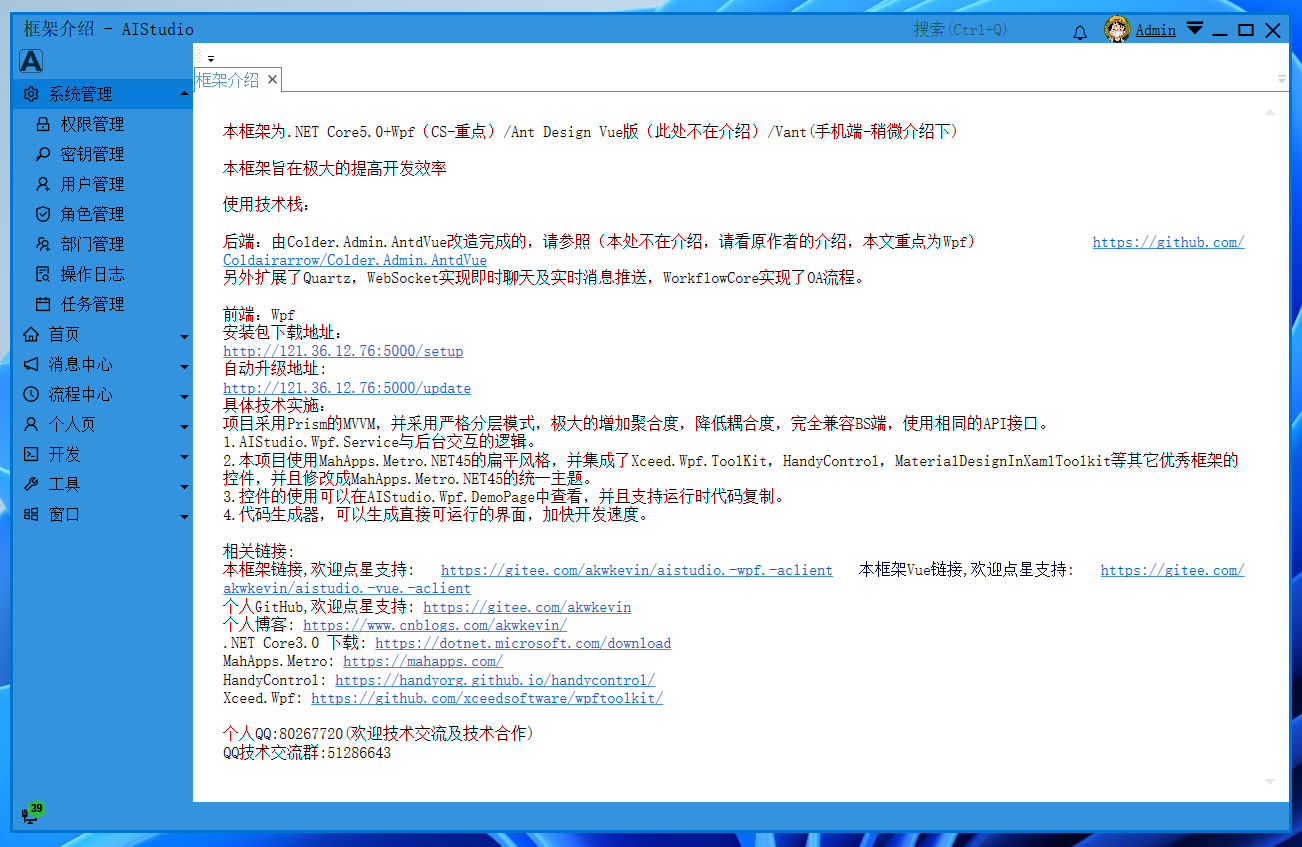 框架介绍 - AIStudio
搜索(Ctrl+Q)
Admin
A
框架介绍
系统管理
权限管理
密钥管理
用户管理
角色管理
部门管理
操作日志
任务管理
首页
消息中心
流程中心
个人页
开发
工具
窗口
39
本框架为.NET Core5.0+Wpf（CS-重点）/Ant Design Vue版（此处不在介绍）/Vant(手机端-稍微介绍下)
本框架旨在极大的提高开发效率
使用技术栈：
后端：由Colder.Admin.AntdVue改造完成的，请参照（本处不在介绍，请看原作者的介绍，本文重点为Wpf） https://github.com/
Coldairarrow/Colder.Admin.AntdVue
另外扩展了Quartz，WebSocket实现即时聊天及实时消息推送，WorkflowCore实现了OA流程。
前端：Wpf
安装包下载地址：
http://121.36.12.76:5000/setup
自动升级地址：
http://121.36.12.76:5000/update
具体技术实施：
项目采用Prism的MVVM，并采用严格分层模式，极大的增加聚合度，降低耦合度，完全兼容BS端，使用相同的API接口。
1.AIStudio.Wpf.Service与后台交互的逻辑。
2.本项目使用MahApps.Metro.NET45的扁平风格，并集成了Xceed.Wpf.ToolKit，HandyControl，MaterialDesignInXamlToolkit等其它优秀框架的
控件，并且修改成MahApps.Metro.NET45的统一主题。
3.控件的使用可以在AIStudio.Wpf.DemoPage中查看，并且支持运行时代码复制。
4.代码生成器，可以生成直接可运行的界面，加快开发速度。
相关链接：
本框架链接,欢迎点星支持： https://gitee.com/akwkevin/aistudio.-wpf.-aclient 本框架Vue链接,欢迎点星支持： https://gitee.com/
akwkevin/aistudio.-vue.-aclient
个人GitHub,欢迎点星支持：https://gitee.com/akwkevin
个人博客：https://www.cnblogs.com/akwkevin/
.NET Core3.0 下载: https://dotnet.microsoft.com/download
MahApps.Metro: https://mahapps.com/
HandyControl: https://handyorg.github.io/handycontrol/
Xceed.Wpf: https://github.com/xceedsoftware/wpftoolkit/
个人QQ:80267720(欢迎技术交流及技术合作)
QQ技术交流群:51286643